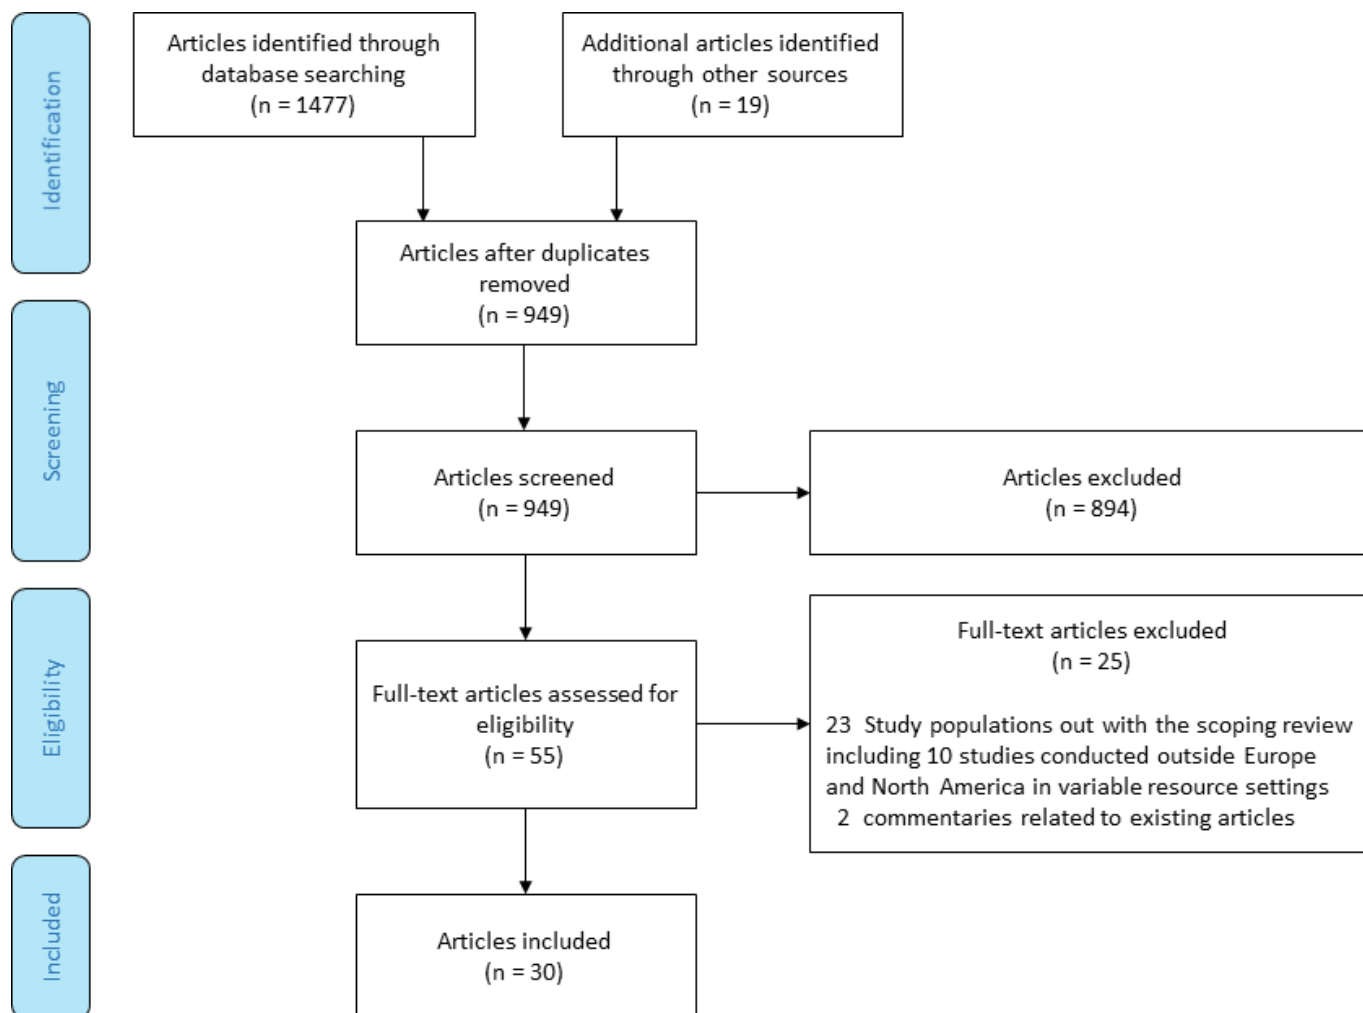 Identification
Articles identified through
database searching
(n = 1477)
Additional articles identified
through other sources
(n = 19)
Articles after duplicates
removed
(n = 949)
Screening
Articles screened
(n = 949)
Articles excluded
(n = 894)
Eligibility
Full-text articles assessed for
eligibility
(n = 55)
Full-text articles excluded
(n = 25)
23 Study populations out with the scoping review
including 10 studies conducted outside Europe
and North America in variable resource settings
2 commentaries related to existing articles
Included
Articles included
(n = 30)